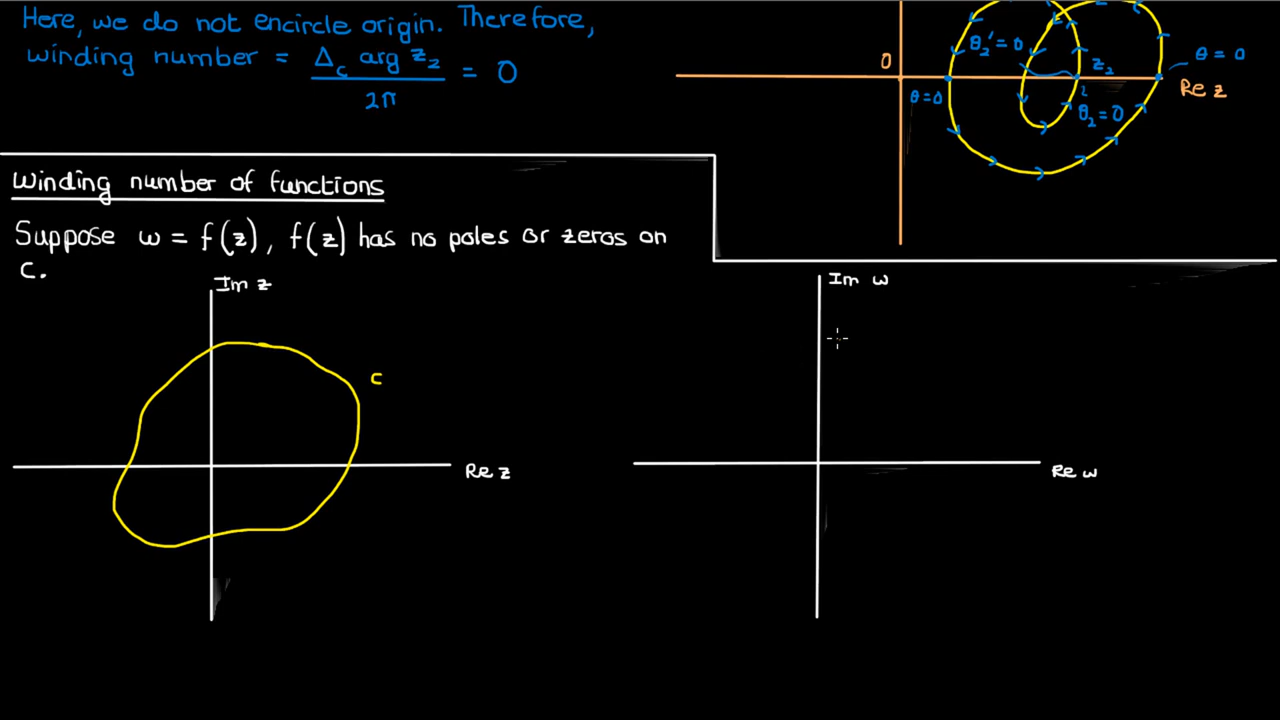 Here, we do not encircle origin. Therefore,
winding number = Δc arg z2 / 2π = 0
0
θ2' = 0
z2
θ = 0
Re z
θ = 0
θ2 = 0
Winding number of functions
Suppose w = f(z), f(z) has no poles or zeros on
C.
Im z
Im w
C
Re z
Re w